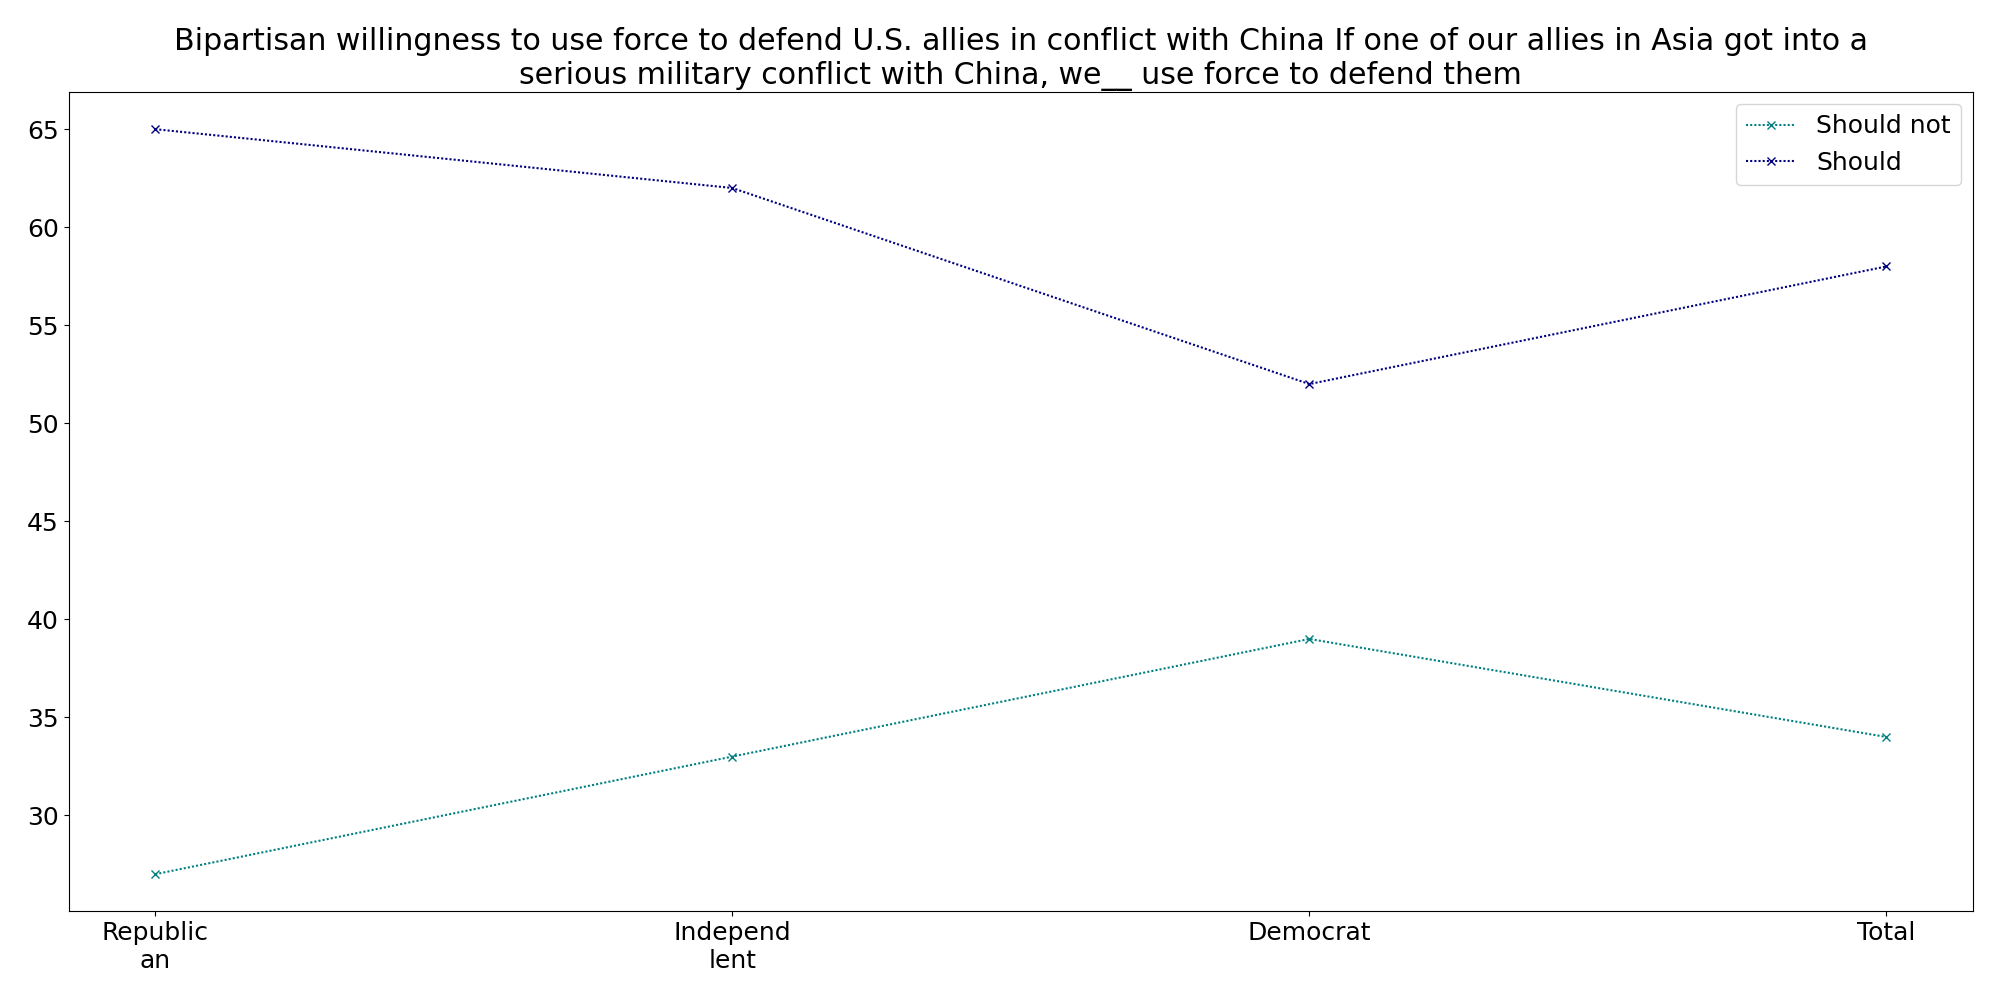 Bipartisan willingness to use force to defend U.S. allies in conflict with China If one of our allies in Asia got into a
serious military conflict with China, we__ use force to defend them
65
60
55
50
45
40
35
30
Should not
Should
Republic
an
Independ
lent
Democrat
Total